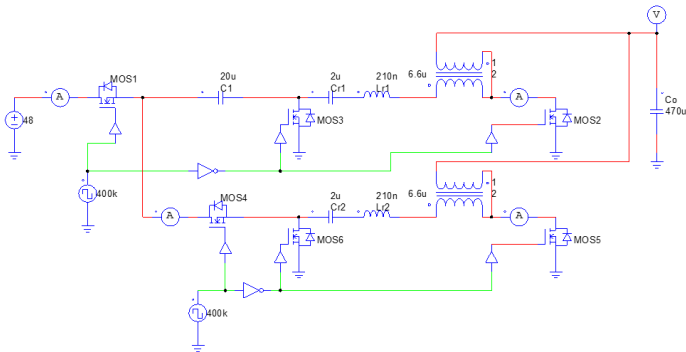 V
MOS1
A
48
20u
C1
2u
Cr1
210n
Lr1
6.6u
1
2
A
MOS3
MOS2
Co
470u
400k
MOS4
A
2u
Cr2
210n
Lr2
6.6u
1
2
A
MOS6
MOS5
400k